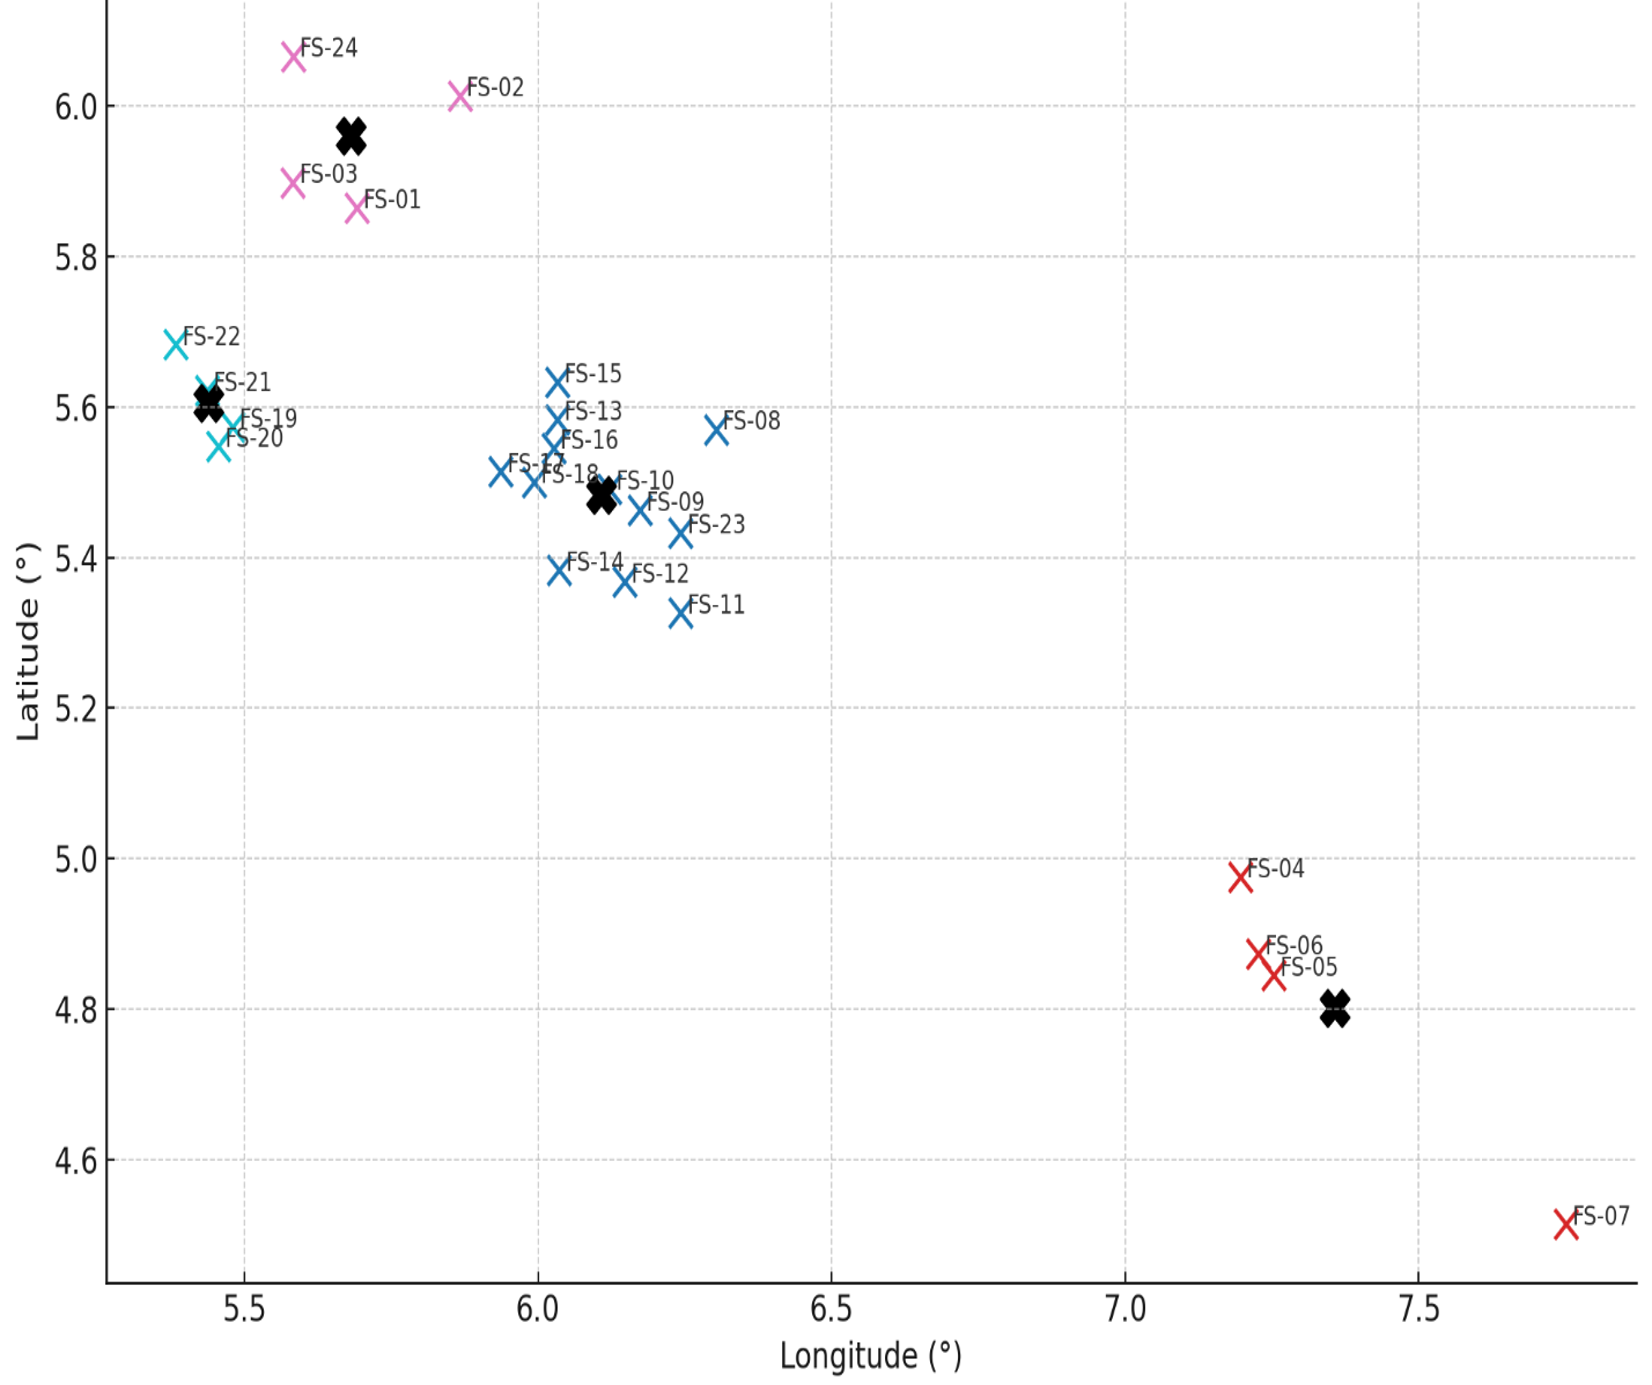 FS-24
FS-02
6.0
FS-03
FS-01
5.8
FS-22
FS-15
FS-21
5.6
FS-13
FS-08
FS-19
FS-20
FS-16
FS-17
FS-18
FS-10
FS-09
FS-23
5.4
FS-14
FS-12
FS-11
Latitude (°)
5.2
5.0
FS-04
FS-06
FS-05
4.8
4.6
FS-07
5.5 6.0 6.5 7.0 7.5
Longitude (°)